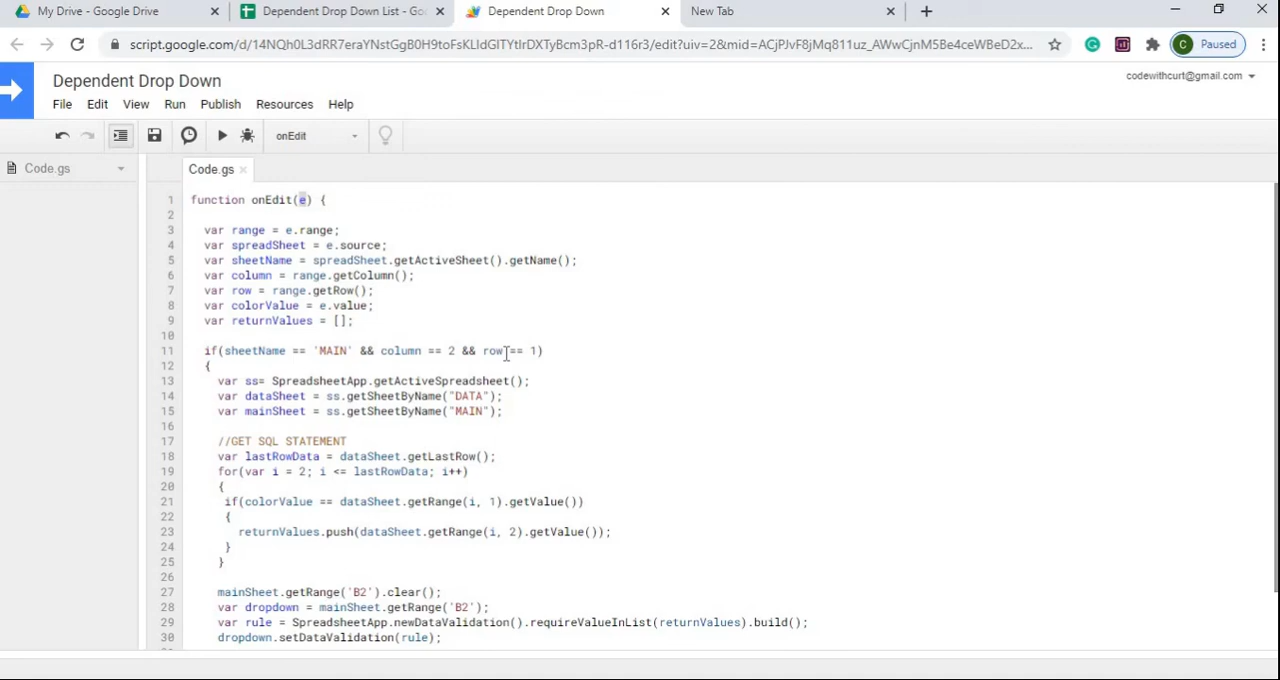 My Drive - Google Drive × Dependent Drop Down List - Goo × Dependent Drop Down × New Tab × +
script.google.com/d/14NQh0L3dRR7eraYNstGgB0H9toFsKLIdGITYtIrDXTyBcm3pR-d116r3/edit?uiv=2&mid=ACjPJvF8jMq811uz_AWwCjnM5Be4ceWBeD2x... C Paused
Dependent Drop Down
codewithcurt@gmail.com
File Edit View Run Publish Resources Help
onEdit
Code.gs
Code.gs ×
1 function onEdit(e) {
2
3 var range = e.range;
4 var spreadSheet = e.source;
5 var sheetName = spreadSheet.getActiveSheet().getName();
6 var column = range.getColumn();
7 var row = range.getRow();
8 var colorValue = e.value;
9 var returnValues = [];
10
11 if(sheetName == 'MAIN' && column == 2 && row == 1)
12 {
13 var ss= SpreadsheetApp.getActiveSpreadsheet();
14 var dataSheet = ss.getSheetByName("DATA");
15 var mainSheet = ss.getSheetByName("MAIN");
16
17 //GET SQL STATEMENT
18 var lastRowData = dataSheet.getLastRow();
19 for(var i = 2; i <= lastRowData; i++)
20 {
21 if(colorValue == dataSheet.getRange(i, 1).getValue())
22 {
23 returnValues.push(dataSheet.getRange(i, 2).getValue());
24 }
25 }
26
27 mainSheet.getRange('B2').clear();
28 var dropdown = mainSheet.getRange('B2');
29 var rule = SpreadsheetApp.newDataValidation().requireValueInList(returnValues).build();
30 dropdown.setDataValidation(rule);